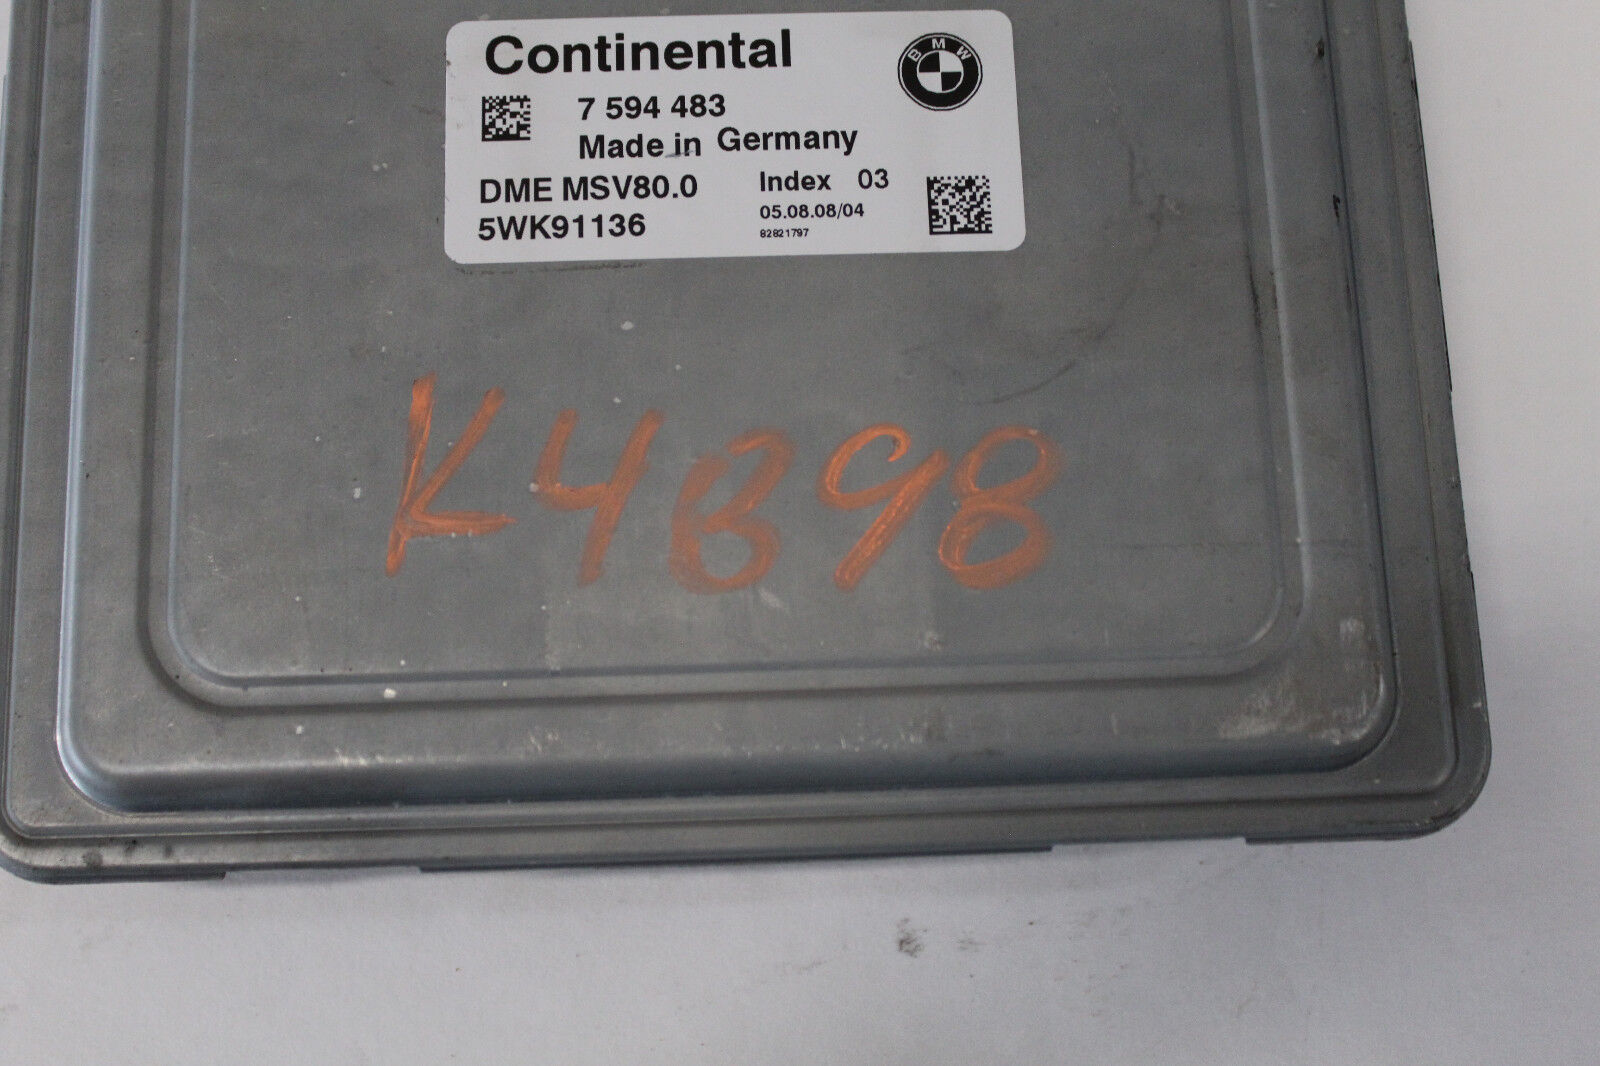 Continental
BMW
7 594 483
Made in Germany
DME MSV80.0
Index 03
5WK91136
05.08.08/04
82821797
K4B98